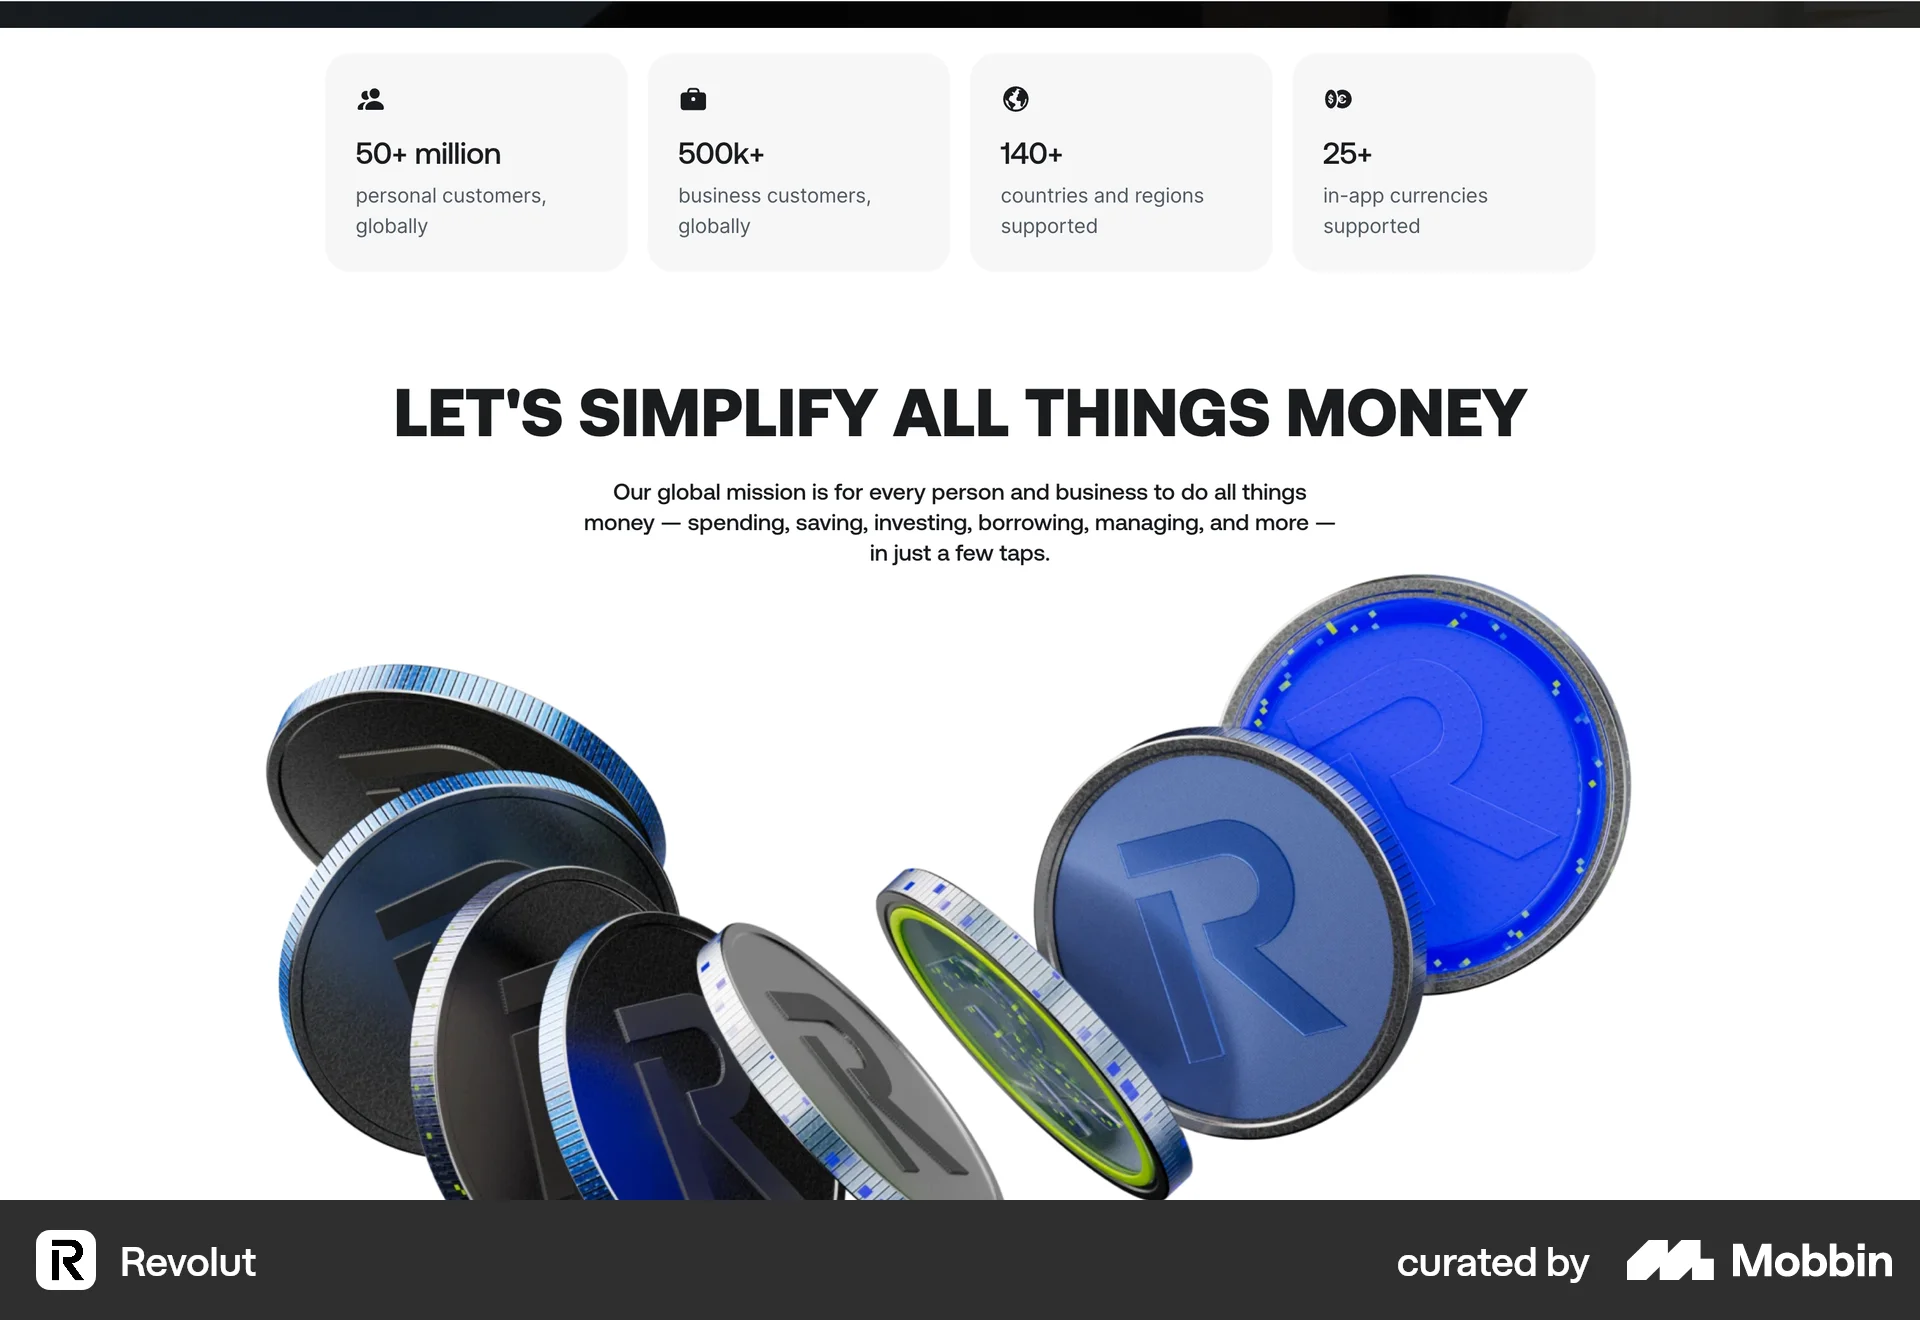 50+ million
personal customers,
globally
500k+
business customers,
globally
140+
countries and regions
supported
25+
in-app currencies
supported
LET'S SIMPLIFY ALL THINGS MONEY
Our global mission is for every person and business to do all things
money — spending, saving, investing, borrowing, managing, and more —
in just a few taps.
Revolut
curated by Mobbin